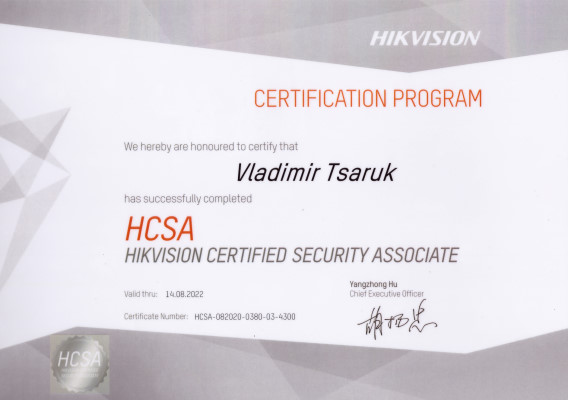 HIKVISION
CERTIFICATION PROGRAM
We hereby are honoured to certify that
Vladimir Tsaruk
has successfully completed
HCSA
HIKVISION CERTIFIED SECURITY ASSOCIATE
Valid thru: 14.08.2022
Yangzhong Hu
Chief Executive Officer
Certificate Number: HCSA-082020-0380-03-4300
HCSA